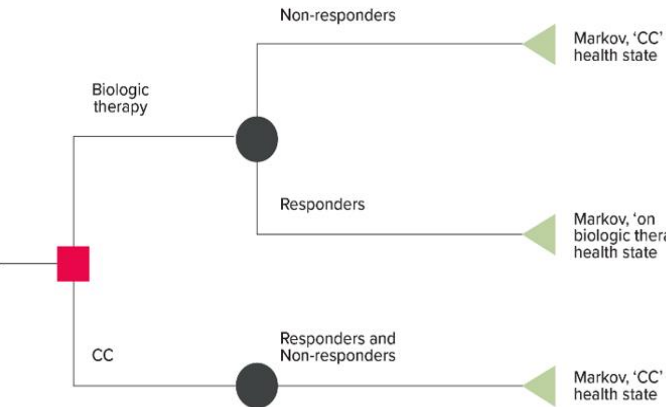 Non-responders
Markov, ‘CC’
health state
Biologic
therapy
Responders
Markov, ‘on
biologic
health state
CC
Responders and
Non-responders
Markov, ‘CC’
health state